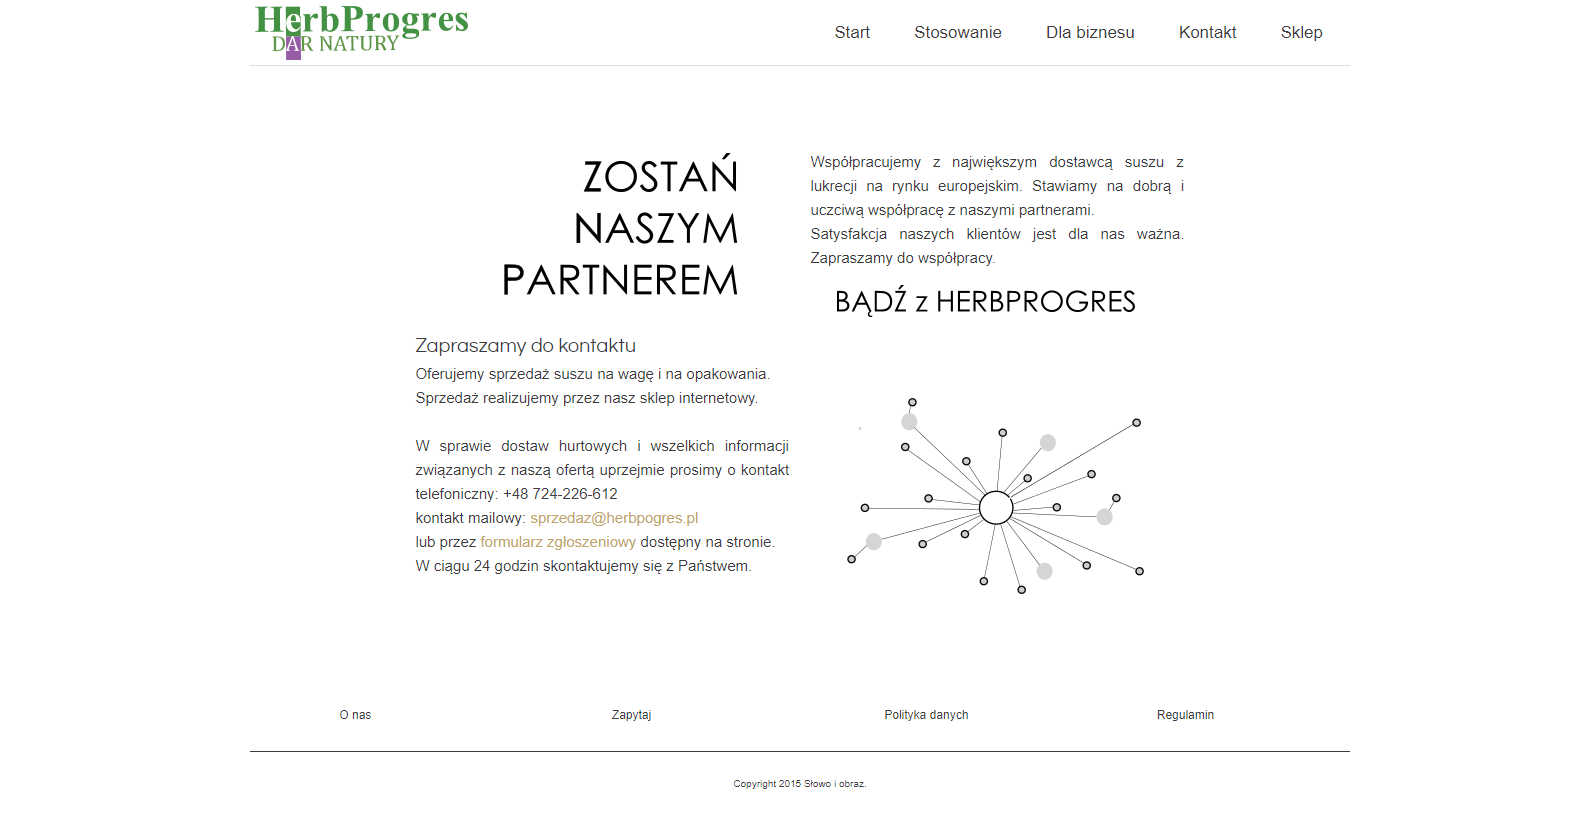 HerbProgres
DAR NATURY
Start
Stosowanie
Dla biznesu
Kontakt
Sklep
ZOSTAŃ
NASZYM
PARTNEREM
Zapraszamy do kontaktu
Oferujemy sprzedaż suszu na wagę i na opakowania.
Sprzedaż realizujemy przez nasz sklep internetowy.
W sprawie dostaw hurtowych i wszelkich informacji
związanych z naszą ofertą uprzejmie prosimy o kontakt
telefoniczny: +48 724-226-612
kontakt mailowy: sprzedaz@herbpogres.pl
lub przez formularz zgłoszeniowy dostępny na stronie.
W ciągu 24 godzin skontaktujemy się z Państwem.
Współpracujemy z największym dostawcą suszu z
lukrecji na rynku europejskim. Stawiamy na dobrą i
uczciwą współpracę z naszymi partnerami.
Satysfakcja naszych klientów jest dla nas ważna.
Zapraszamy do współpracy.
BĄDŹ z HERBPROGRES
O nas
Zapytaj
Polityka danych
Regulamin
Copyright 2015 Słowo i obraz.